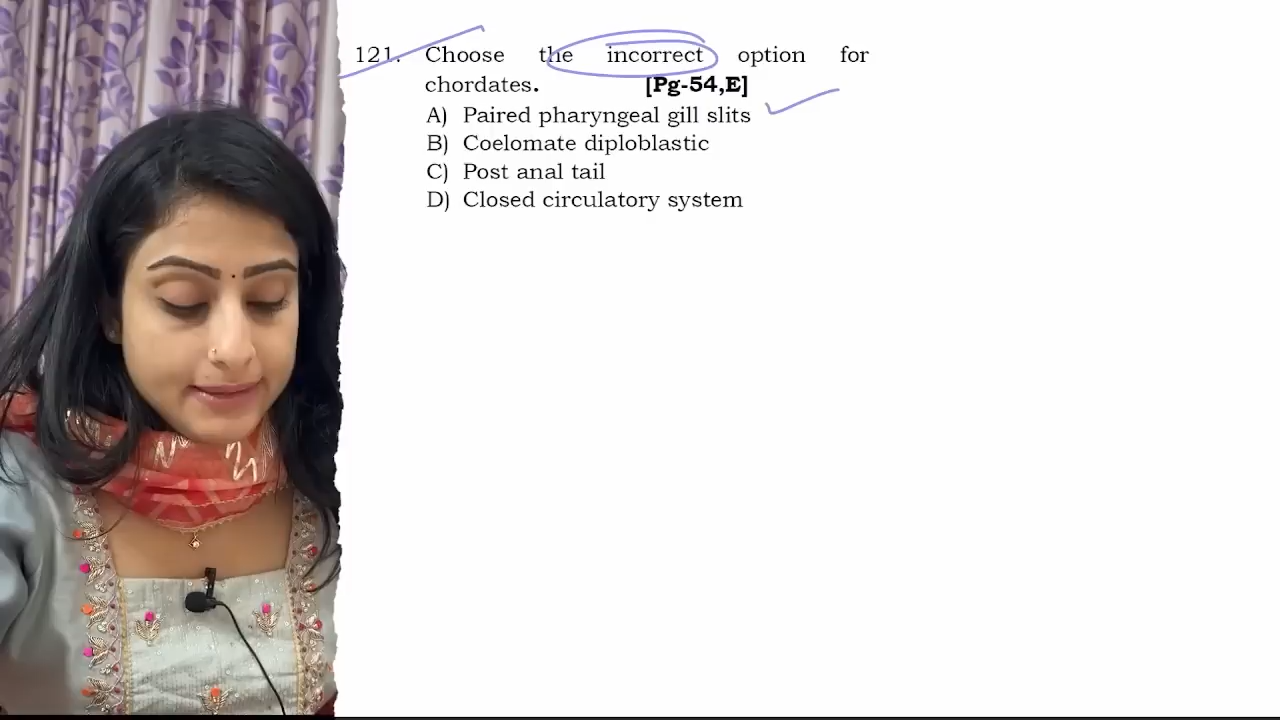 121. Choose the incorrect option for
chordates. [Pg-54,E]
A) Paired pharyngeal gill slits
B) Coelomate diploblastic
C) Post anal tail
D) Closed circulatory system